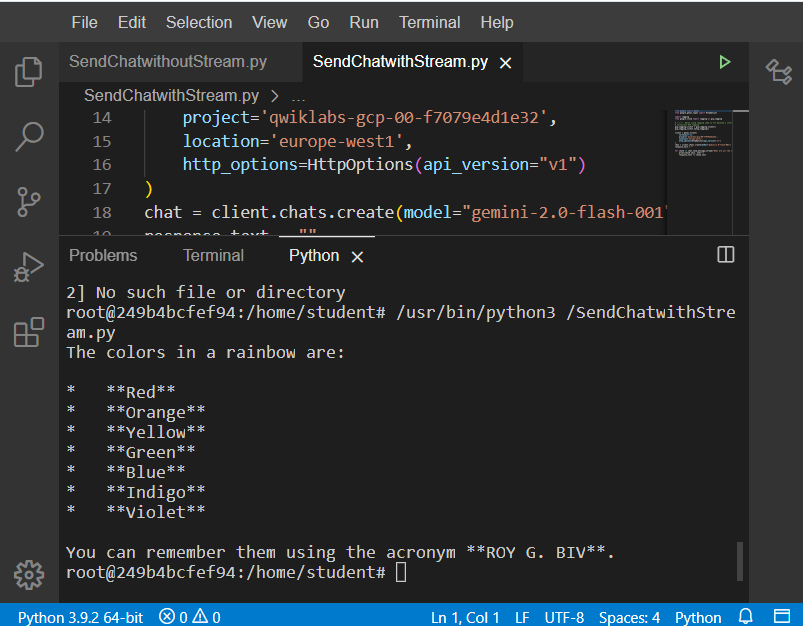 File Edit Selection View Go Run Terminal Help
SendChatwithoutStream.py SendChatwithStream.py ×
SendChatwithStream.py > ...
14 project='qwiklabs-gcp-00-f7079e4d1e32',
15 location='europe-west1',
16 http_options=HttpOptions(api_version="v1")
17 )
18 chat = client.chats.create(model="gemini-2.0-flash-001"
Problems Terminal Python ×
2] No such file or directory
root@249b4bcfef94:/home/student# /usr/bin/python3 /SendChatwithStre
am.py
The colors in a rainbow are:
* **Red**
* **Orange**
* **Yellow**
* **Green**
* **Blue**
* **Indigo**
* **Violet**
You can remember them using the acronym **ROY G. BIV**.
root@249b4bcfef94:/home/student#
Python 3.9.2 64-bit 0 0 Ln 1, Col 1 LF UTF-8 Spaces: 4 Python